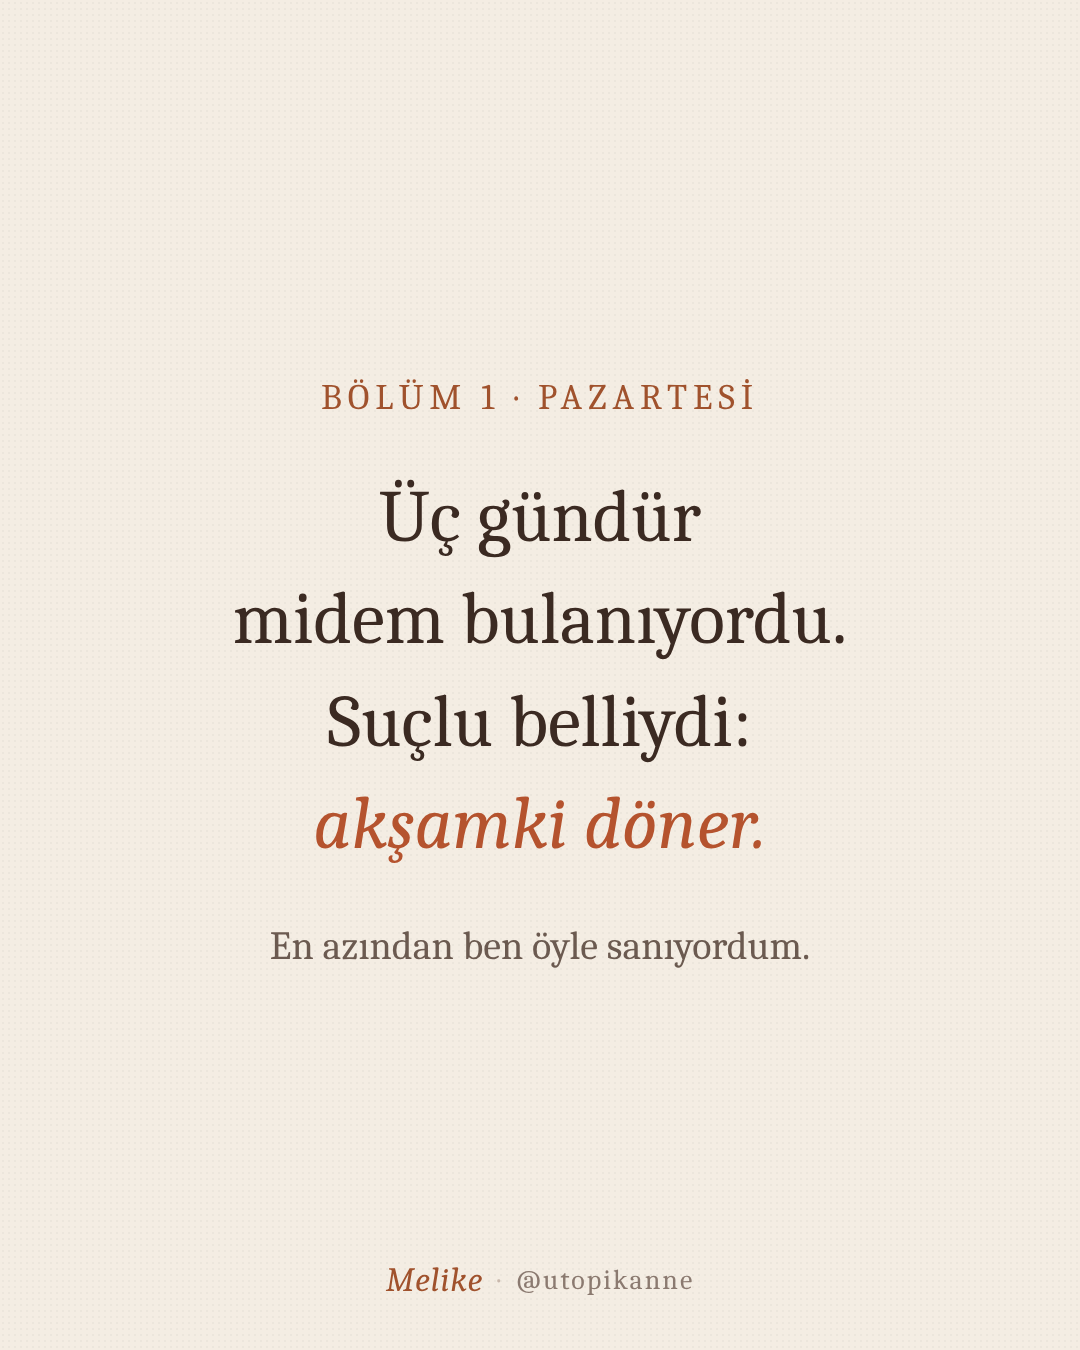 BÖLÜM 1 · PAZARTESİ
Üç gündür
midem bulanıyordu.
Suçlu belliydi:
akşamki döner.
En azından ben öyle sanıyordum.
Melike · @utopikanne